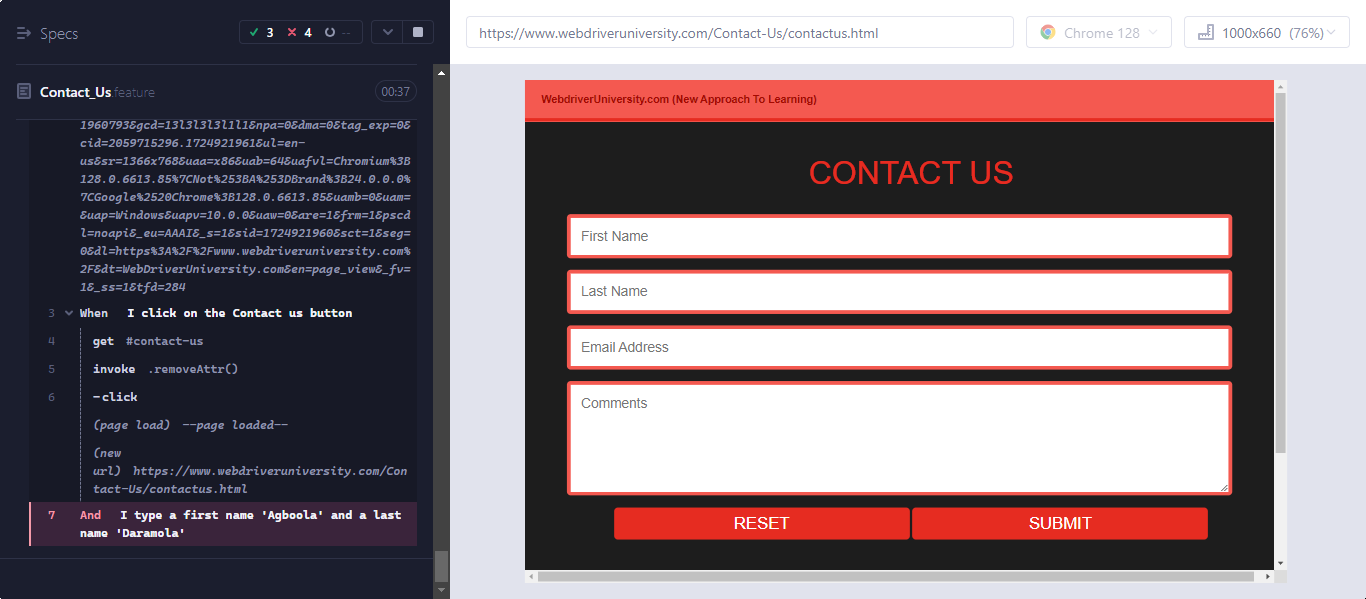 Specs
3
4
--
Contact_Us.feature
00:37
1960793&gcd=13l3l3l3l1l1&npa=0&dma=0&tag_exp=0&
cid=2059715296.1724921961&ul=en-
us&sr=1366x768&uaa=x86&uab=64&uafvl=Chromium%3B
128.0.6613.85%7CNot%253BA%253DBrand%3B24.0.0.0%
7CGoogle%2520Chrome%3B128.0.6613.85&uamb=0&uam=
&uap=Windows&uapv=10.0.0&uaw=0&are=1&frm=1&pscd
l=noapi&_eu=AAAI&_s=1&sid=1724921960&sct=1&seg=
0&dl=https%3A%2F%2Fwww.webdriveruniversity.com%
2F&dt=WebDriverUniversity.com&en=page_view&_fv=
1&_ss=1&tfd=284
3 When I click on the Contact us button
4 get #contact-us
5 invoke .removeAttr()
6 -click
(page load) --page loaded--
(new
url) https://www.webdriveruniversity.com/Con
tact-Us/contactus.html
7 And I type a first name 'Agboola' and a last
name 'Daramola'
https://www.webdriveruniversity.com/Contact-Us/contactus.html
Chrome 128
1000x660 (76%)
WebdriverUniversity.com (New Approach To Learning)
CONTACT US
First Name
Last Name
Email Address
Comments
RESET
SUBMIT